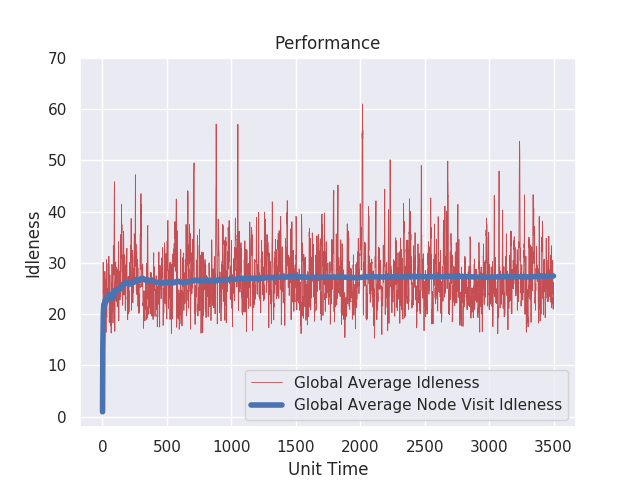 Performance
70
60
50
40
30
20
10
0
Idleness
Global Average Idleness
Global Average Node Visit Idleness
0 500 1000 1500 2000 2500 3000 3500
Unit Time